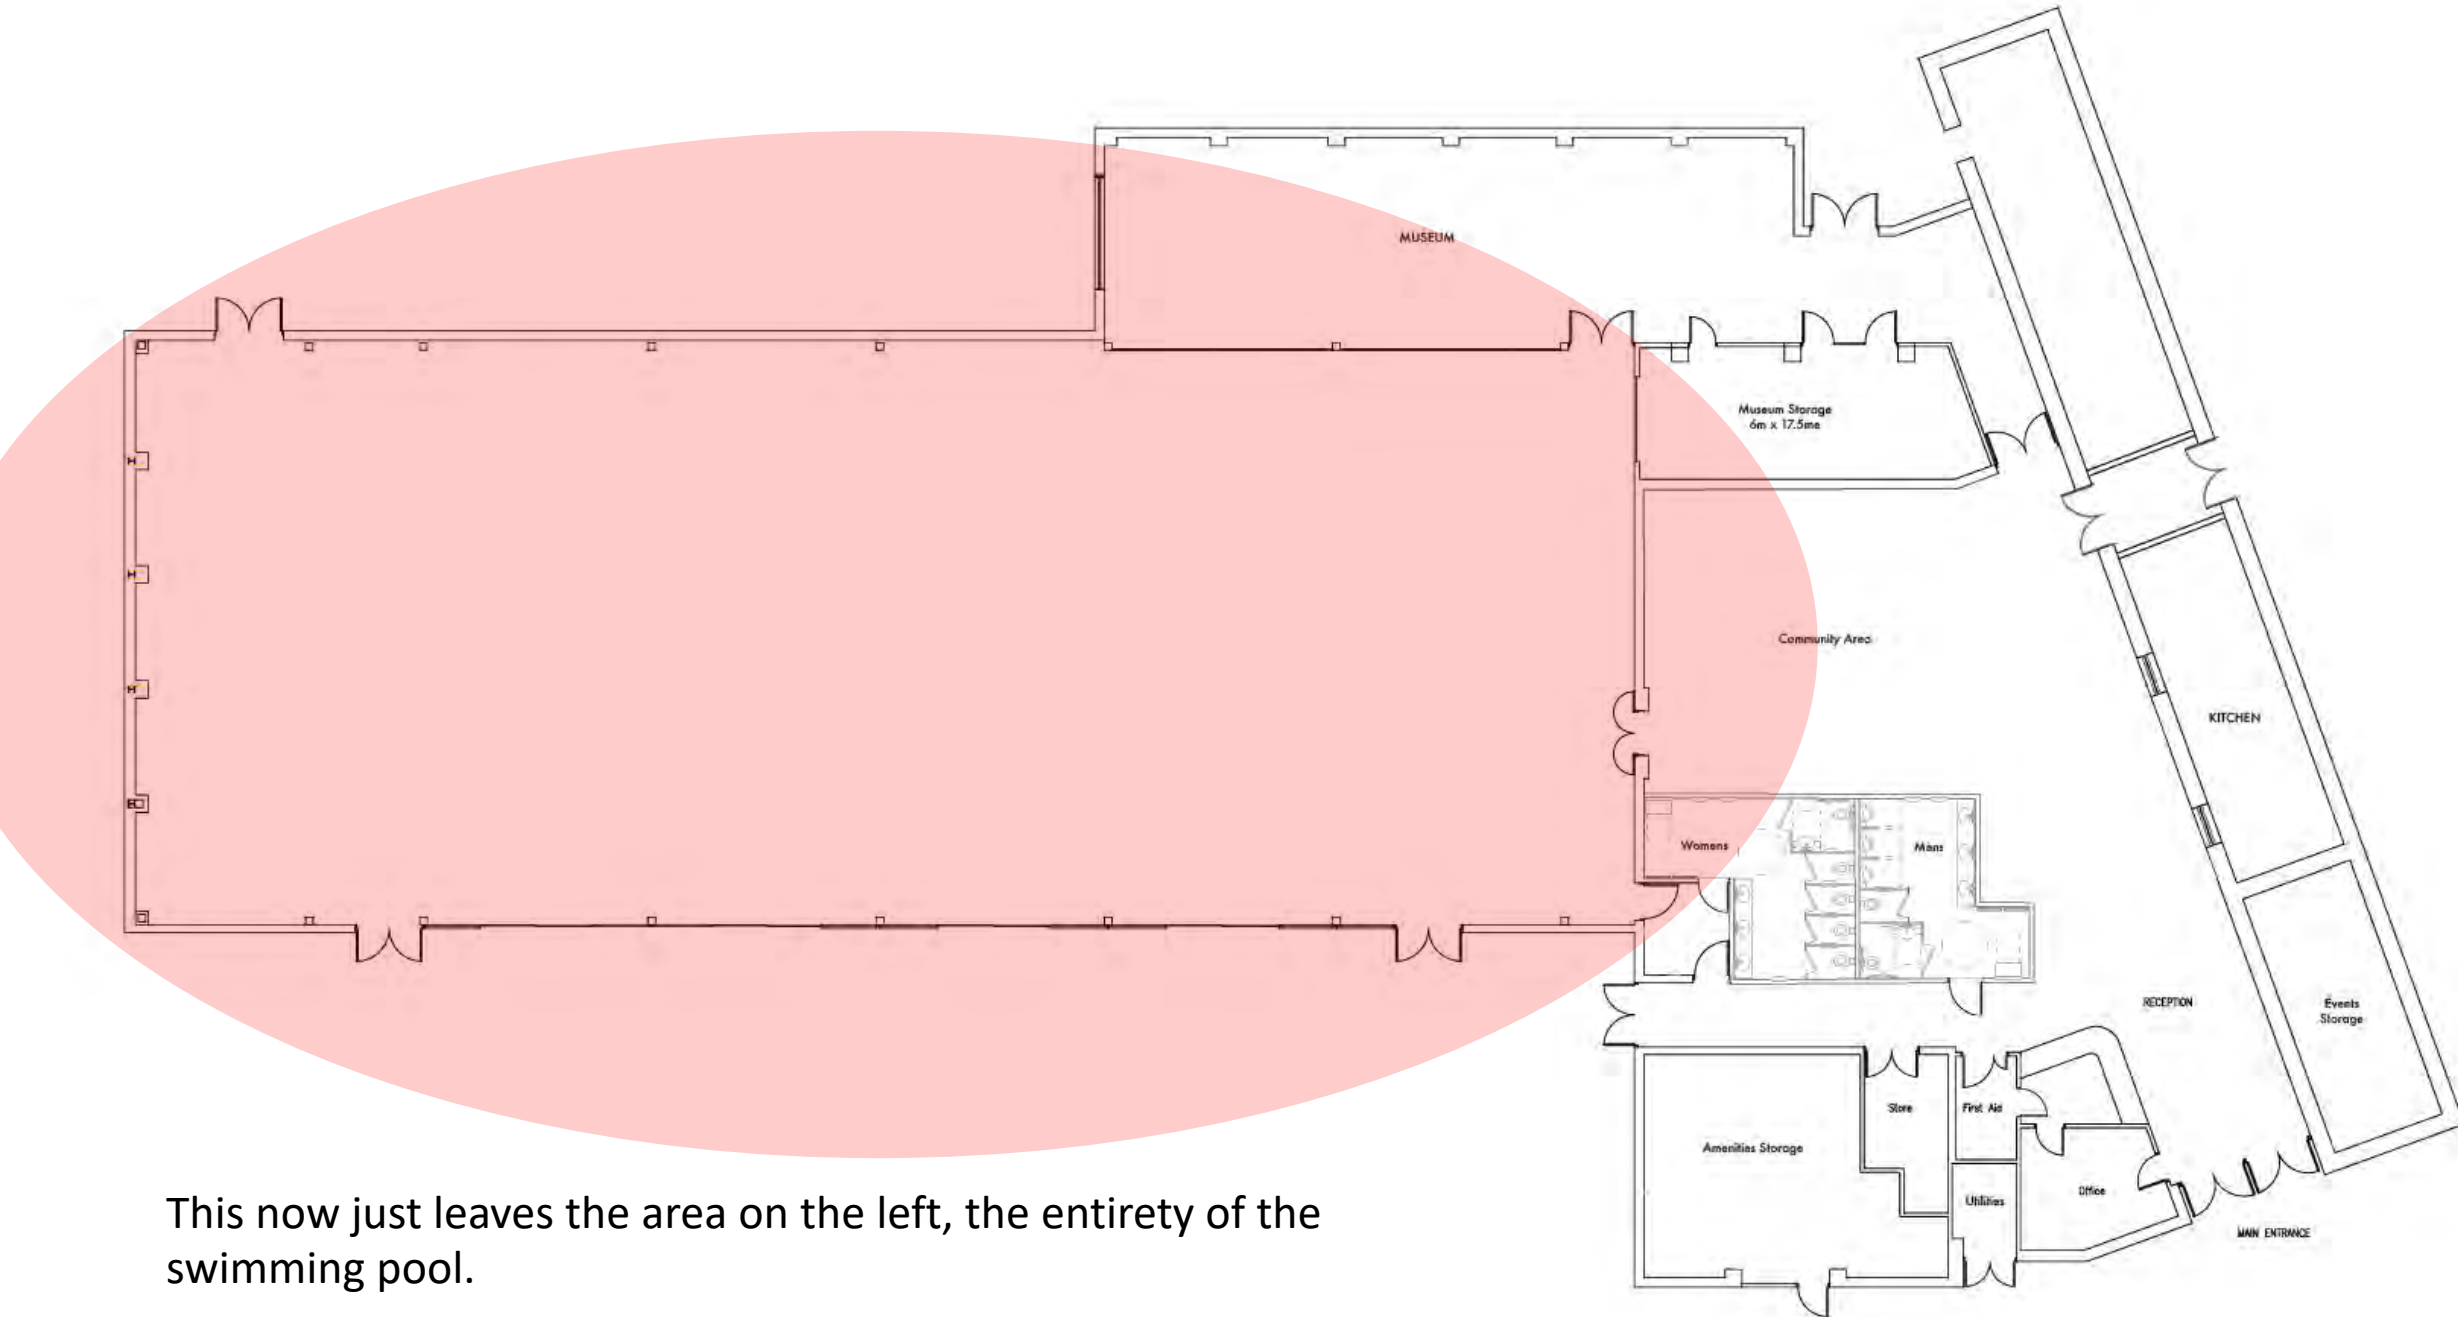 MUSEUM
Museum Storage
6m x 17.5me
Community Area
KITCHEN
Womens
Mens
RECEPTION
Events
Storage
Store
First Aid
Amenities Storage
Utilities
Office
MAIN ENTRANCE
This now just leaves the area on the left, the entirety of the
swimming pool.